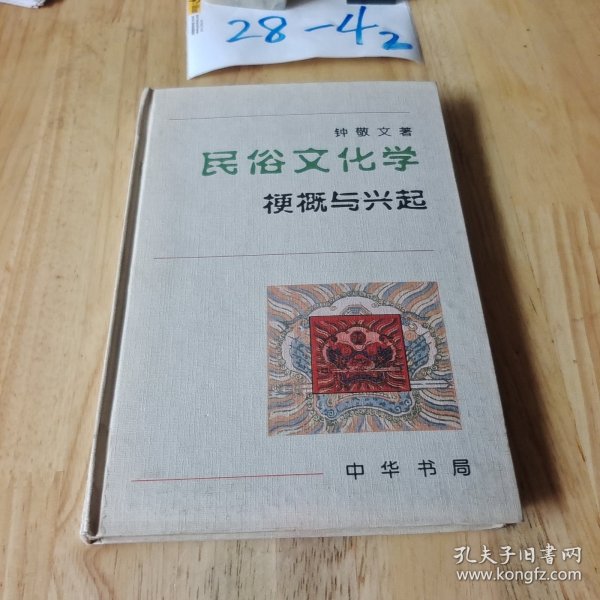 28-42
钟敬文著
民俗文化学
梗概与兴起
中华书局
孔夫子旧书网
www.kongfz.com